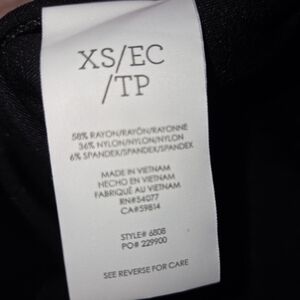 XS/EC
/TP
58% RAYON/RAYÓN/RAYONNE
36% NYLON/NYLON/NYLON
6% SPANDEX/SPANDEX/SPANDEX
MADE IN VIETNAM
HECHO EN VIETNAM
FABRIQUÉ AU VIETNAM
RN#54077
CA#59814
STYLE# 6808
PO# 229900
SEE REVERSE FOR CARE